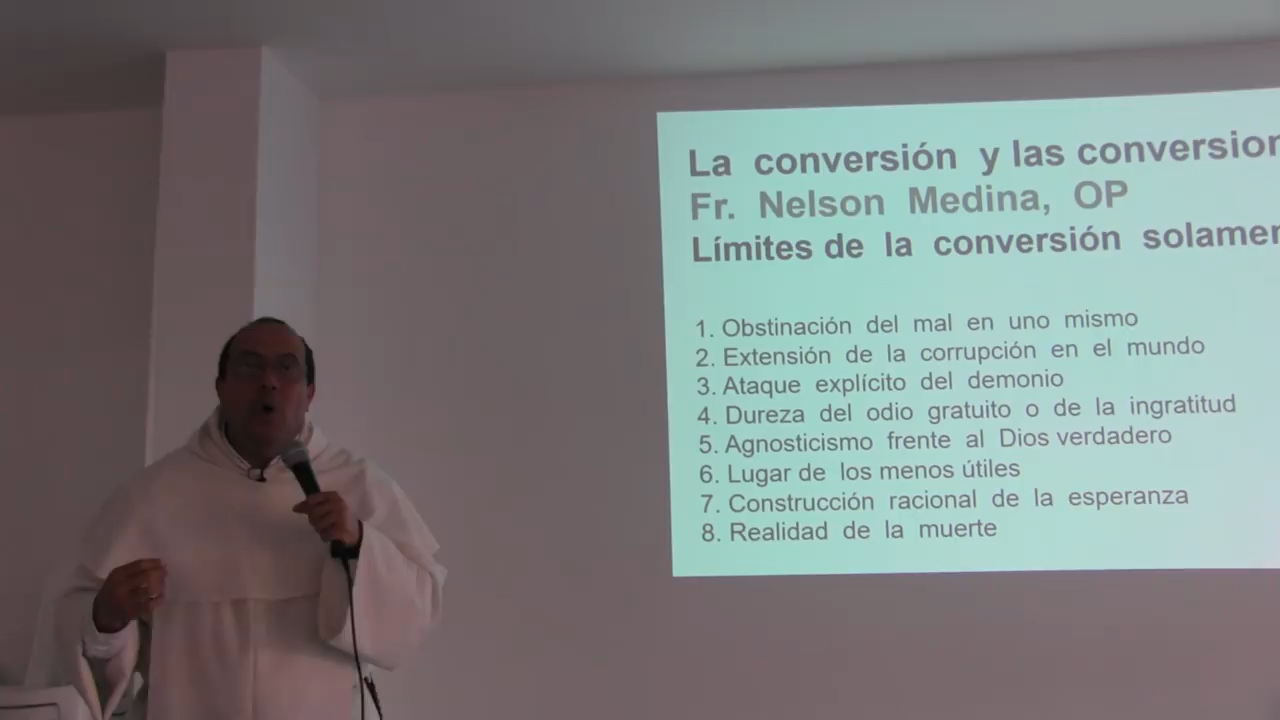 La conversión y las conversion
Fr. Nelson Medina, OP
Límites de la conversión solamen
1. Obstinación del mal en uno mismo
2. Extensión de la corrupción en el mundo
3. Ataque explícito del demonio
4. Dureza del odio gratuito o de la ingratitud
5. Agnosticismo frente al Dios verdadero
6. Lugar de los menos útiles
7. Construcción racional de la esperanza
8. Realidad de la muerte